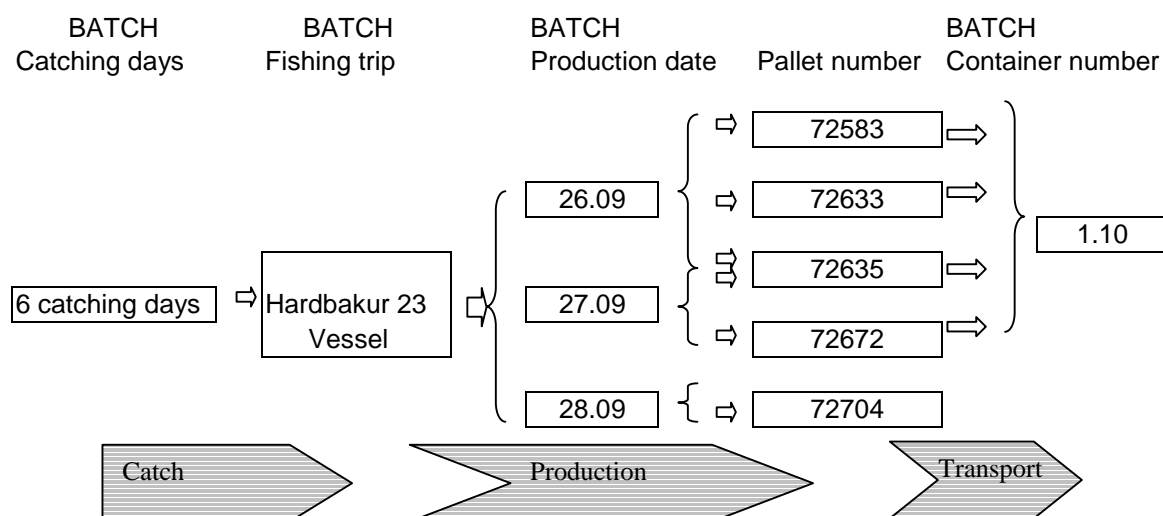 BATCH BATCH BATCH BATCH
Catching days Fishing trip Production date Pallet number Container number
72583
26.09 72633
1.10
72635
6 catching days Hardbakur 23 27.09
Vessel 72672
28.09 72704
Catch Production Transport